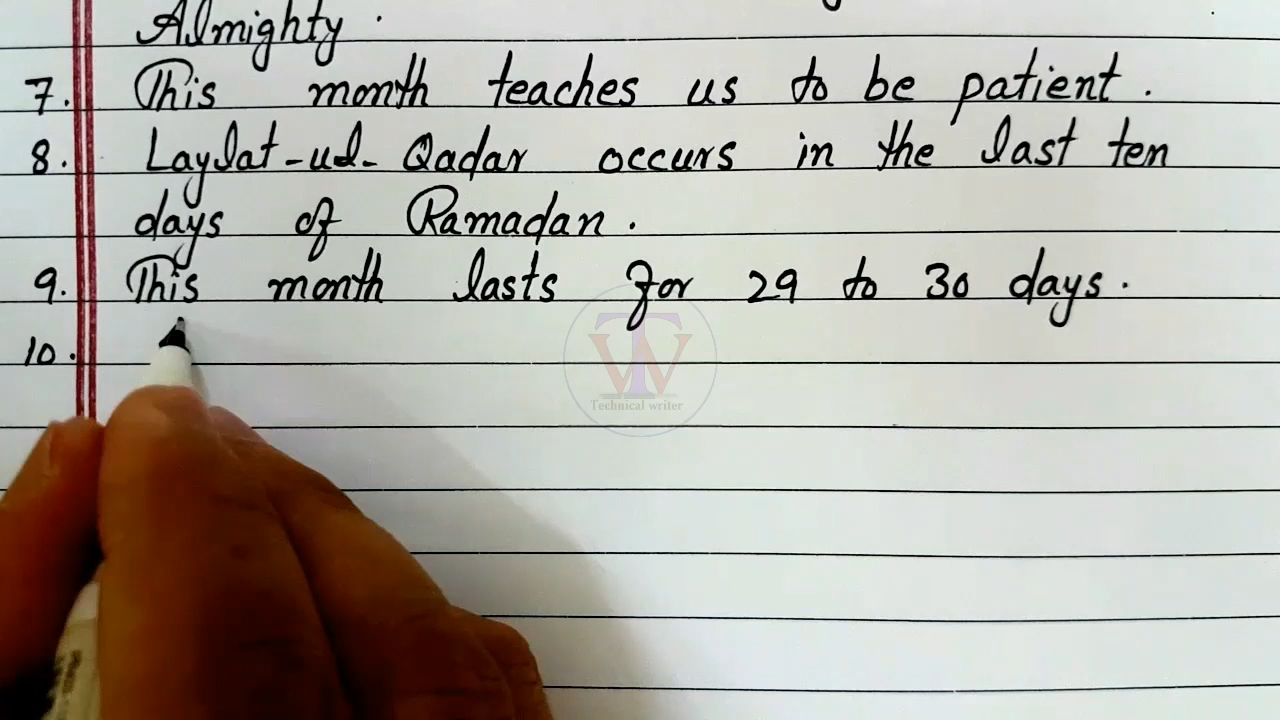 Almighty.
7. This month teaches us to be patient.
8. Laylat-ul-Qadar occurs in the last ten
days of Ramadan.
9. This month lasts for 29 to 30 days.
10.
TW
Technical writer